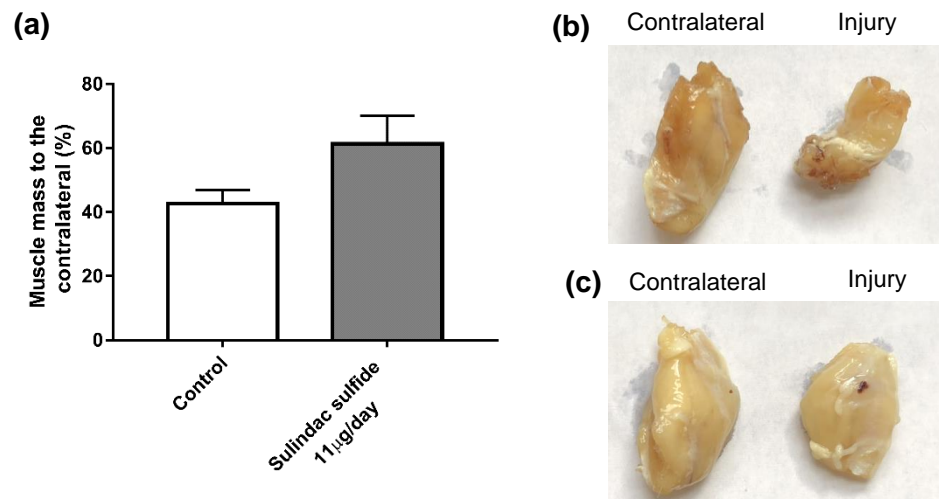 (a)
Muscle mass to the
contralateral (%)
80
60
40
20
0
Control
Sulindac sulfide
11μg/day
(b)
Contralateral Injury
(c)
Contralateral Injury